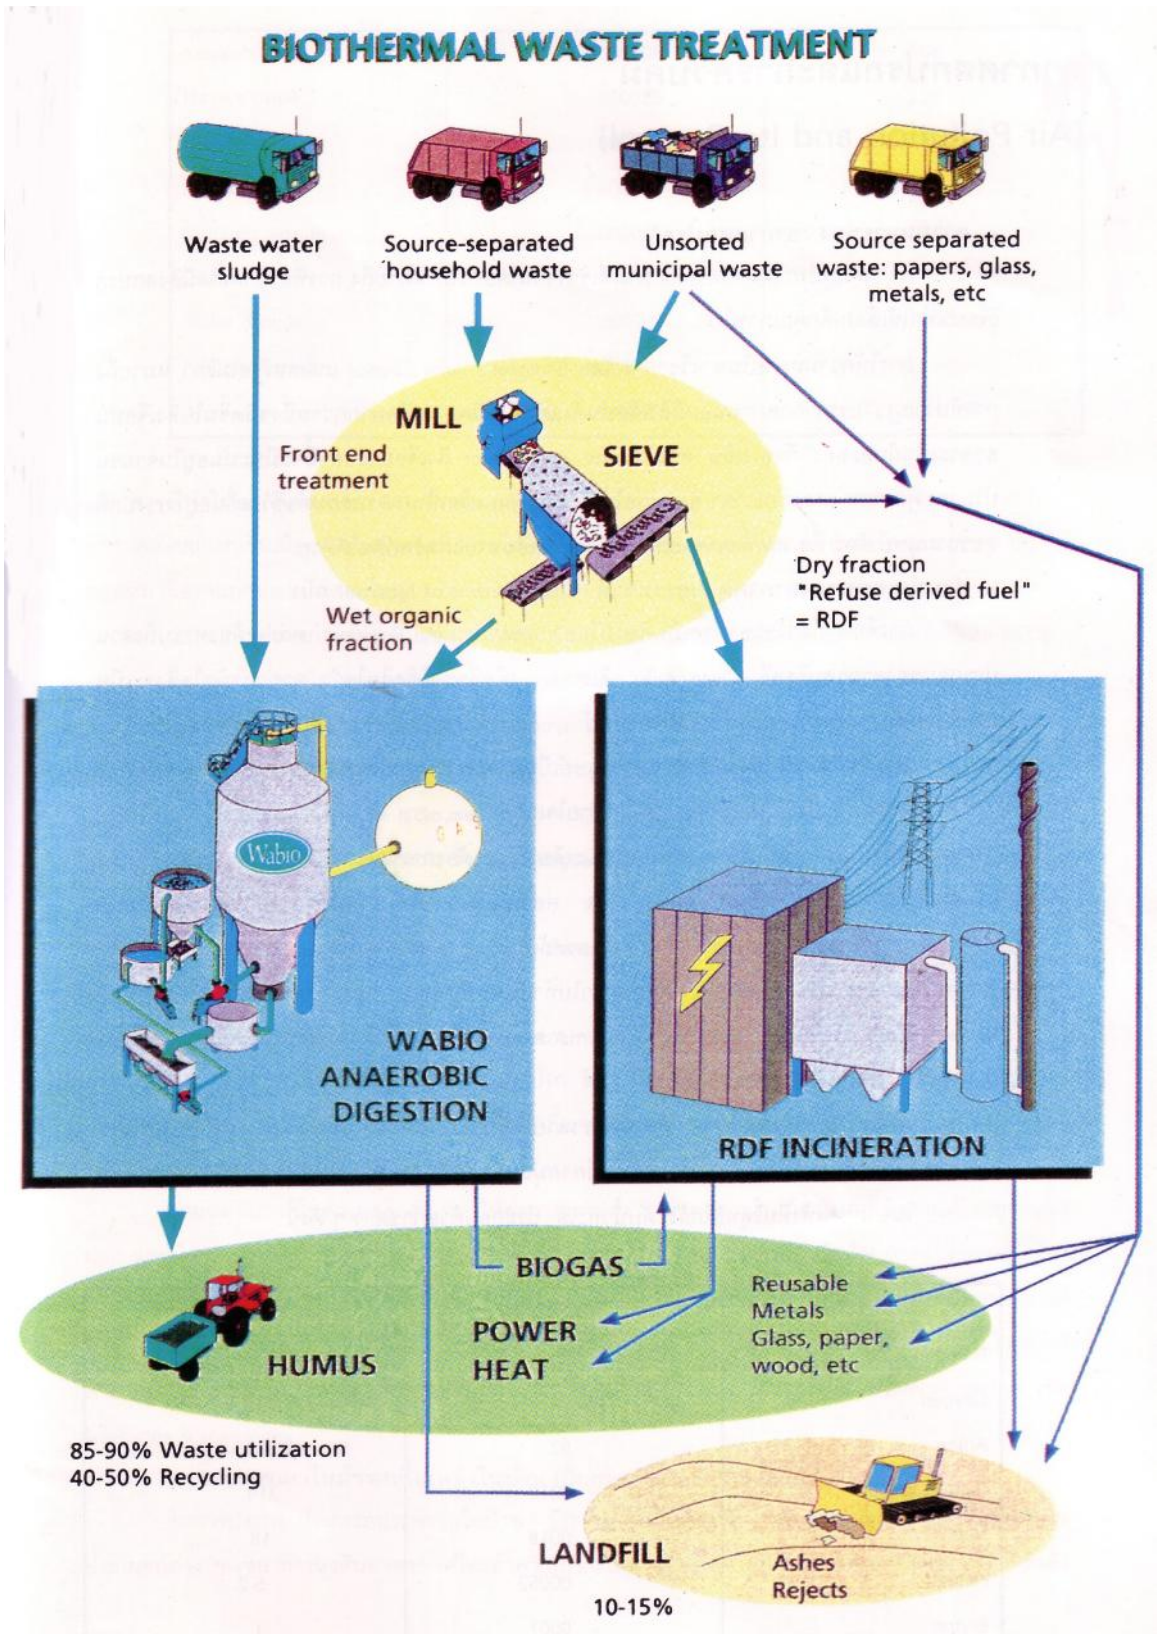 BIOTHERMAL WASTE TREATMENT
Waste water
sludge
Source-separated
household waste
Unsorted
municipal waste
Source separated
waste: papers, glass,
metals, etc
MILL
SIEVE
Front end
treatment
Wet organic
fraction
Dry fraction
"Refuse derived fuel"
= RDF
Wabio
WABIO
ANAEROBIC
DIGESTION
RDF INCINERATION
BIOGAS
POWER
HEAT
HUMUS
Reusable
Metals
Glass, paper,
wood, etc
85-90% Waste utilization
40-50% Recycling
LANDFILL
10-15%
Ashes
Rejects